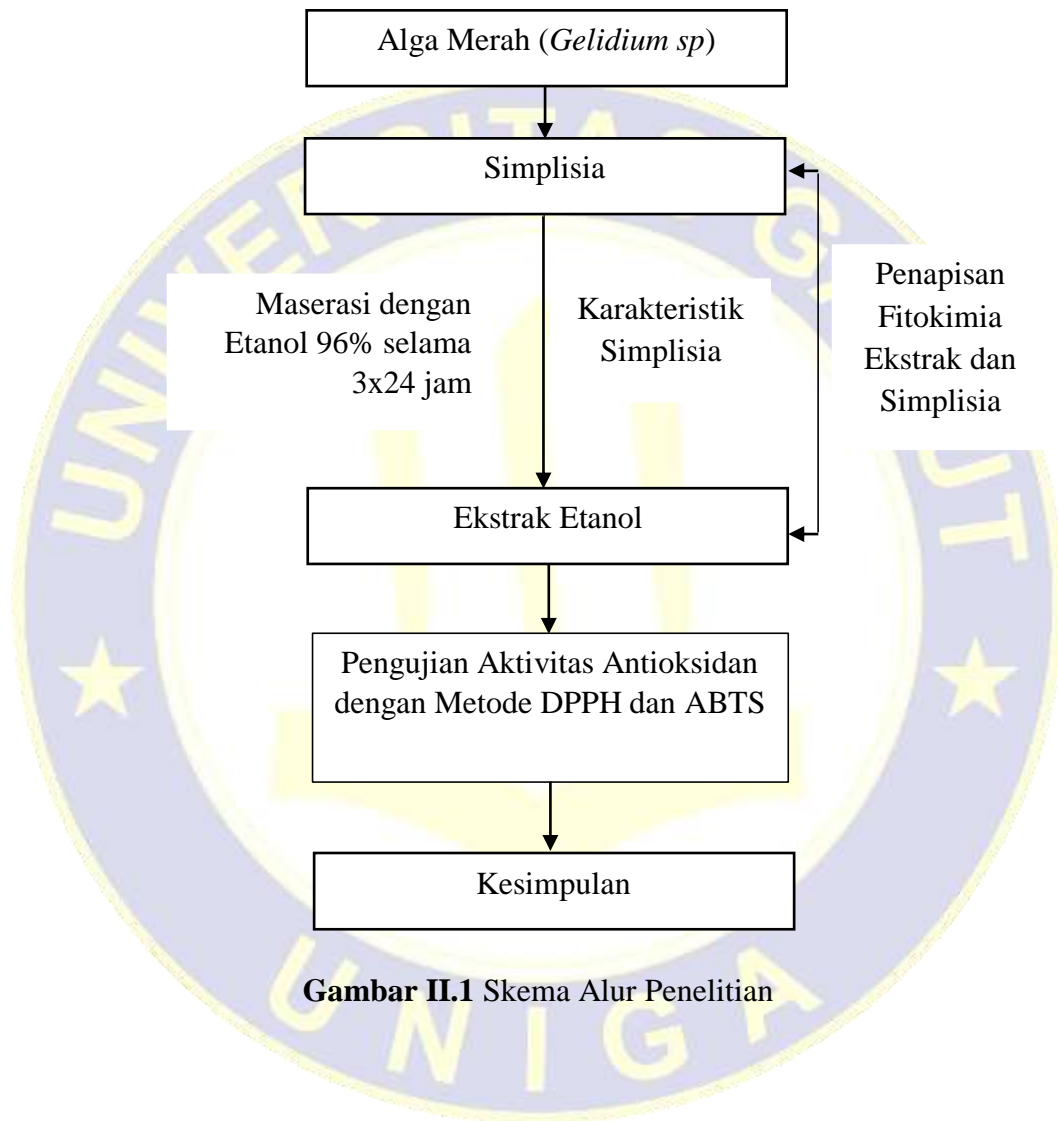 Alga Merah (Gelidium sp)
Simplisia
Maserasi dengan
Etanol 96% selama
3x24 jam
Karakteristik
Simplisia
Penapisan
Fitokimia
Ekstrak dan
Simplisia
Ekstrak Etanol
Pengujian Aktivitas Antioksidan
dengan Metode DPPH dan ABTS
Kesimpulan
Gambar II.1 Skema Alur Penelitian
UNIVERSITAS GARUT
UNIGA